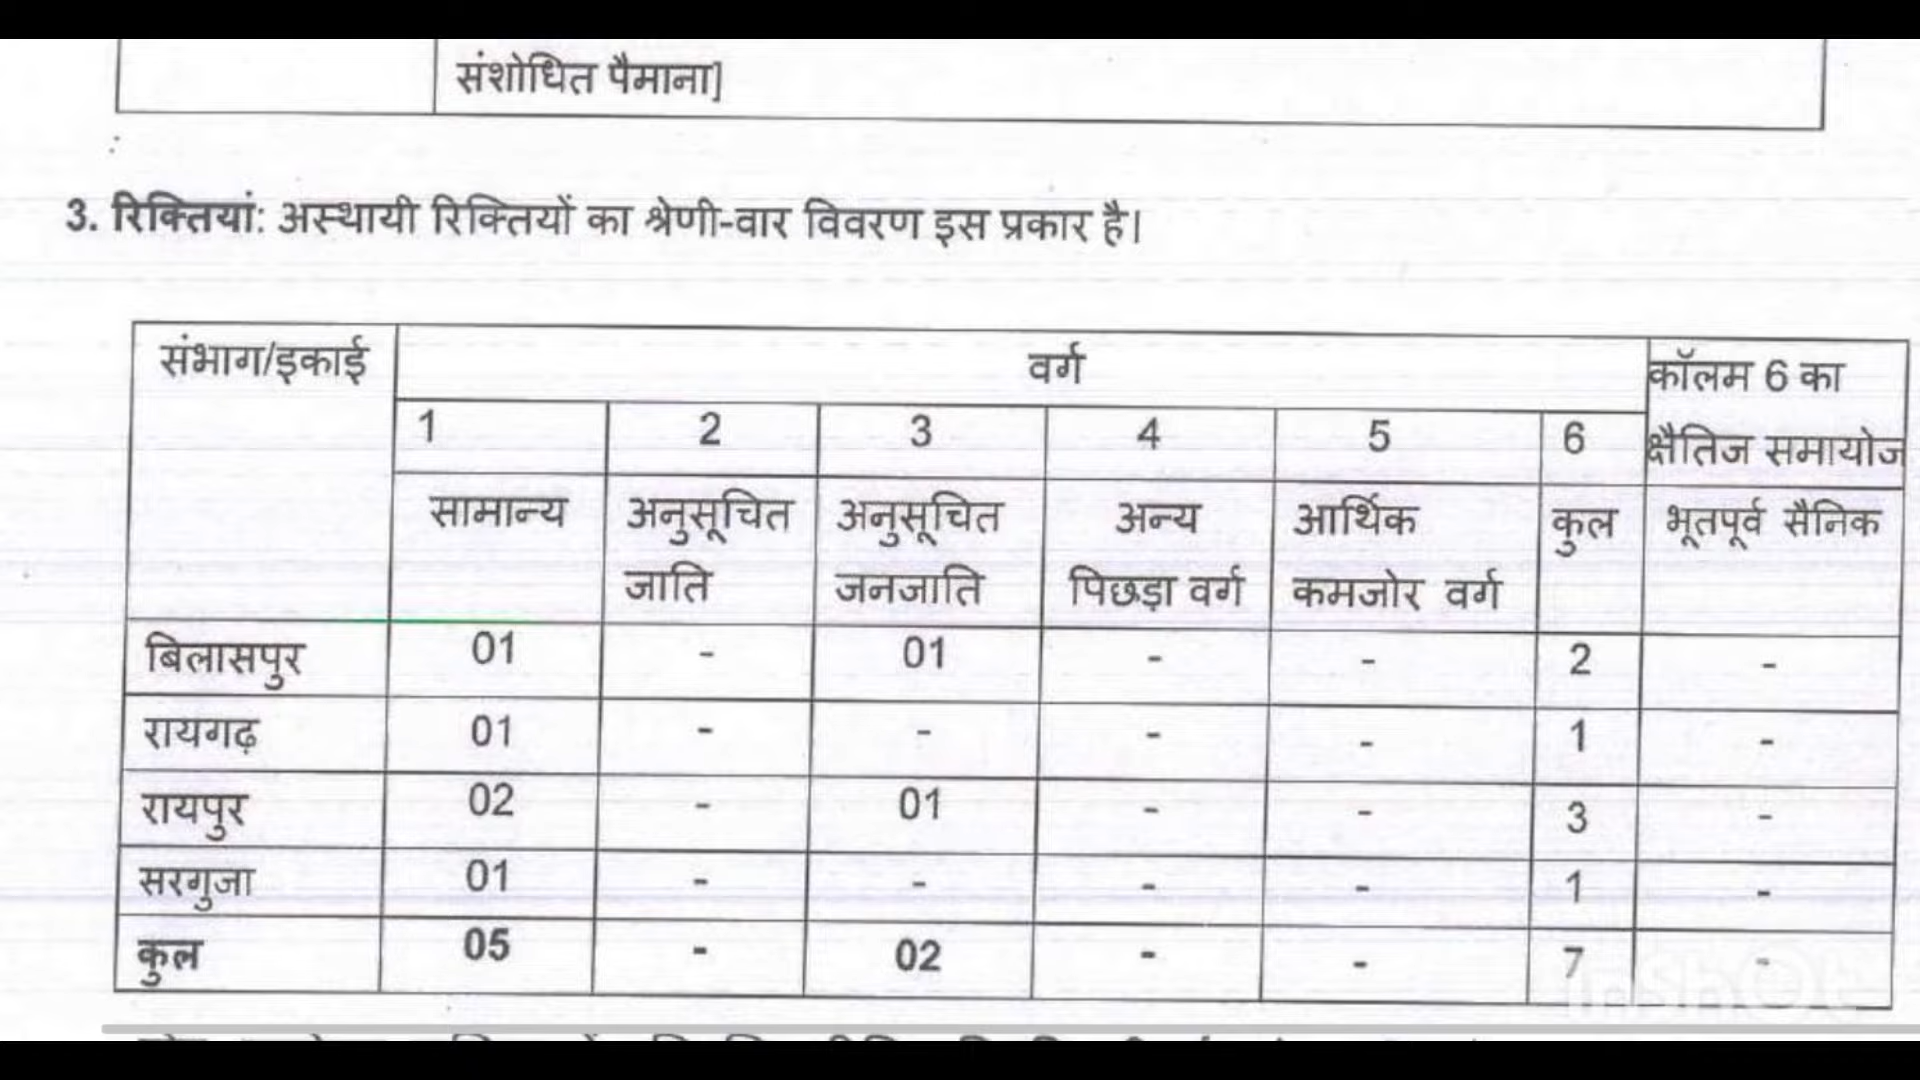 संशोधित पैमाना]
3. रिक्तियां: अस्थायी रिक्तियों का श्रेणी-वार विवरण इस प्रकार है।
संभाग/इकाई वर्ग कॉलम 6 का
1 2 3 4 5 6 क्षैतिज समायोज
सामान्य अनुसूचित अनुसूचित अन्य आर्थिक कुल भूतपूर्व सैनिक
जाति जनजाति पिछड़ा वर्ग कमजोर वर्ग
बिलासपुर 01 - 01 - - 2 -
रायगढ़ 01 - - - - 1 -
रायपुर 02 - 01 - - 3 -
सरगुजा 01 - - - - 1 -
कुल 05 - 02 - - 7 -
InShOt